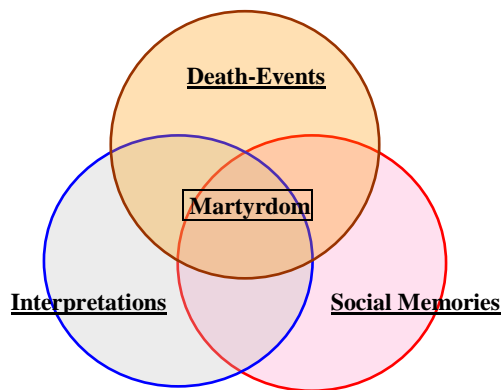 Death-Events
Martyrdom
Interpretations
Social Memories